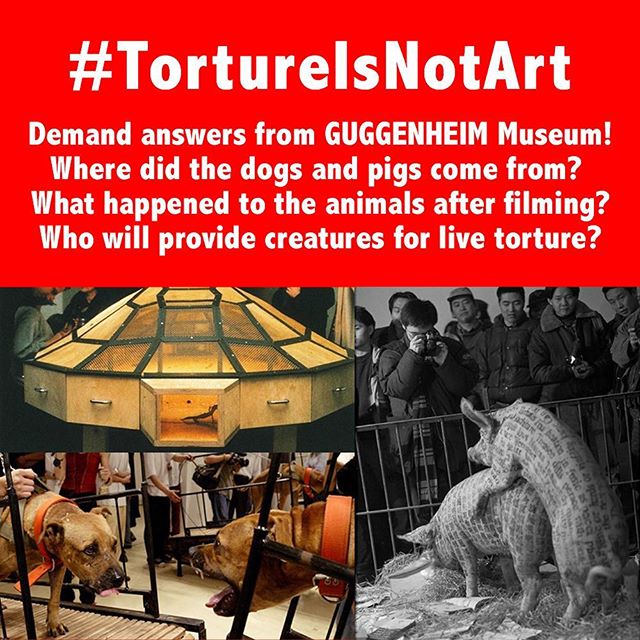 #TortureIsNotArt
Demand answers from GUGGENHEIM Museum!
Where did the dogs and pigs come from?
What happened to the animals after filming?
Who will provide creatures for live torture?